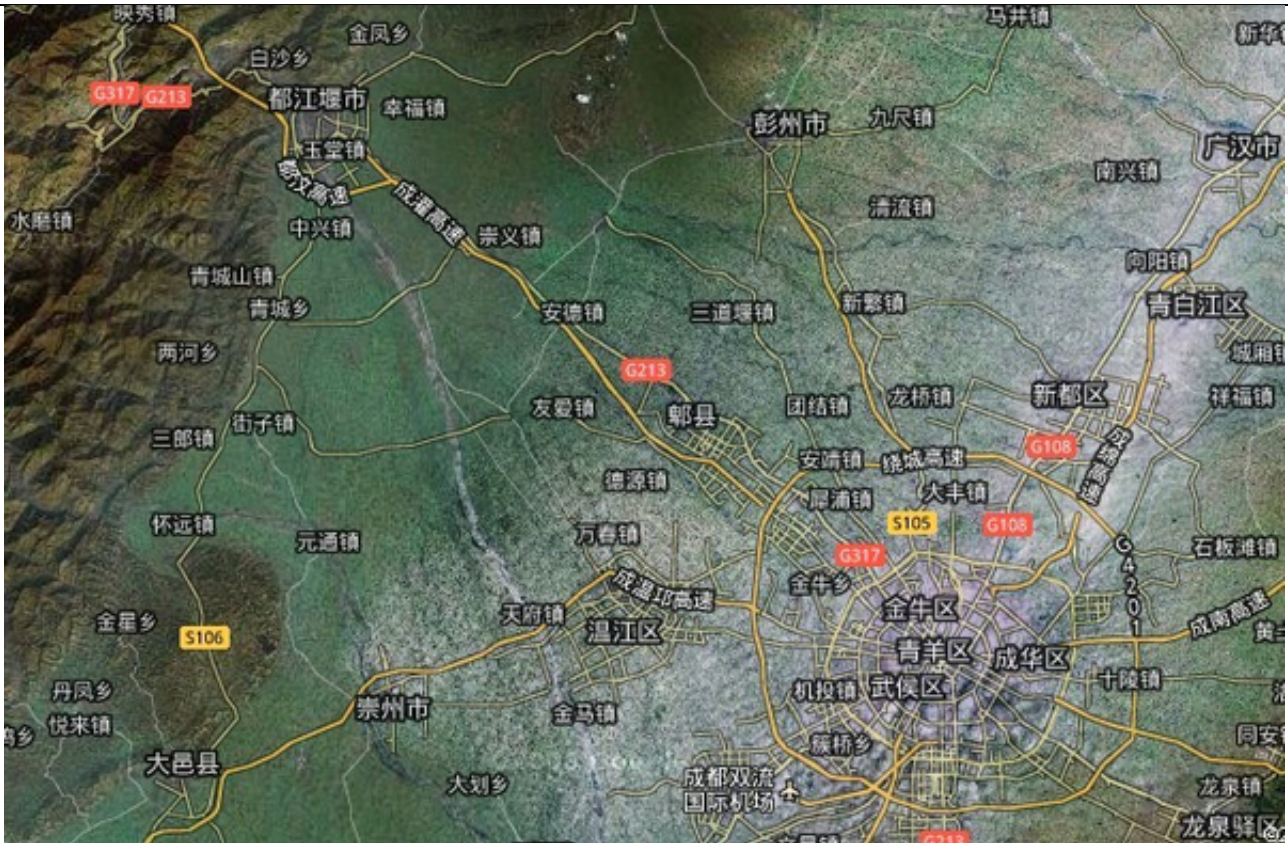 映秀镇
马井镇
金凤乡
新华
白沙乡
G317
G213
都江堰市
幸福镇
彭州市
九尺镇
广汉市
玉堂镇
南兴镇
都汶高速
成灌高速
水磨镇
中兴镇
崇义镇
清流镇
向阳镇
青城山镇
青城乡
安德镇
三道堰镇
新繁镇
青白江区
两河乡
城厢镇
G213
友爱镇
郫县
团结镇
龙桥镇
新都区
祥福镇
街子镇
三郎镇
G108
成绵高速
安靖镇
绕城高速
德源镇
犀浦镇
大丰镇
怀远镇
元通镇
万春镇
S105
G108
G317
石板滩镇
G4201
金牛乡
成温邛高速
金星乡
S106
天府镇
温江区
金牛区
成南高速
青羊区
成华区
丹凤乡
悦来镇
崇州市
金马镇
机投镇
武侯区
十陵镇
大邑县
簇桥乡
同安
大划乡
成都双流
国际机场
龙泉镇
G213
龙泉驿区